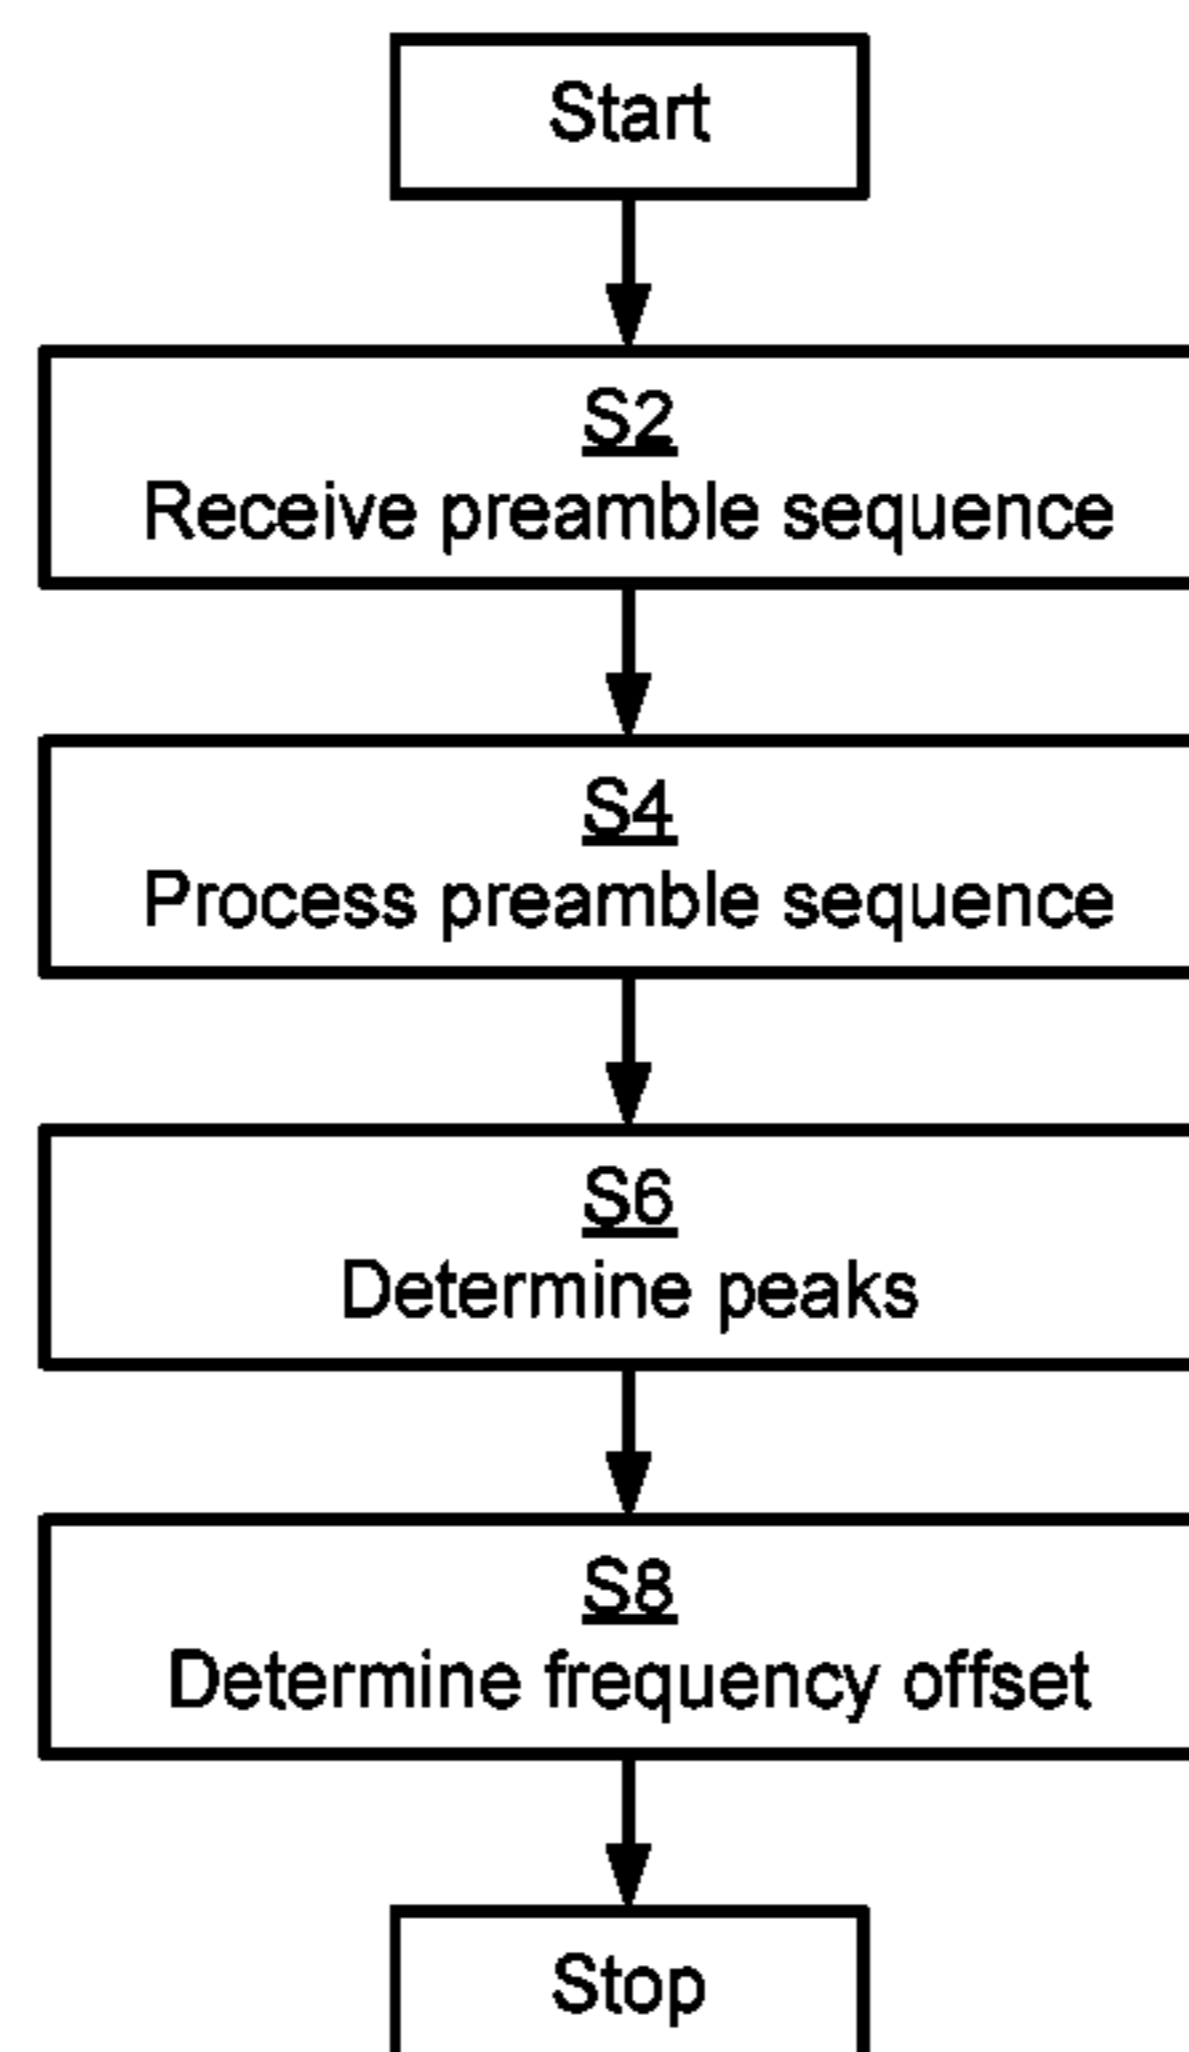 Start
S2
Receive preamble sequence
S4
Process preamble sequence
S6
Determine peaks
S8
Determine frequency offset
Stop